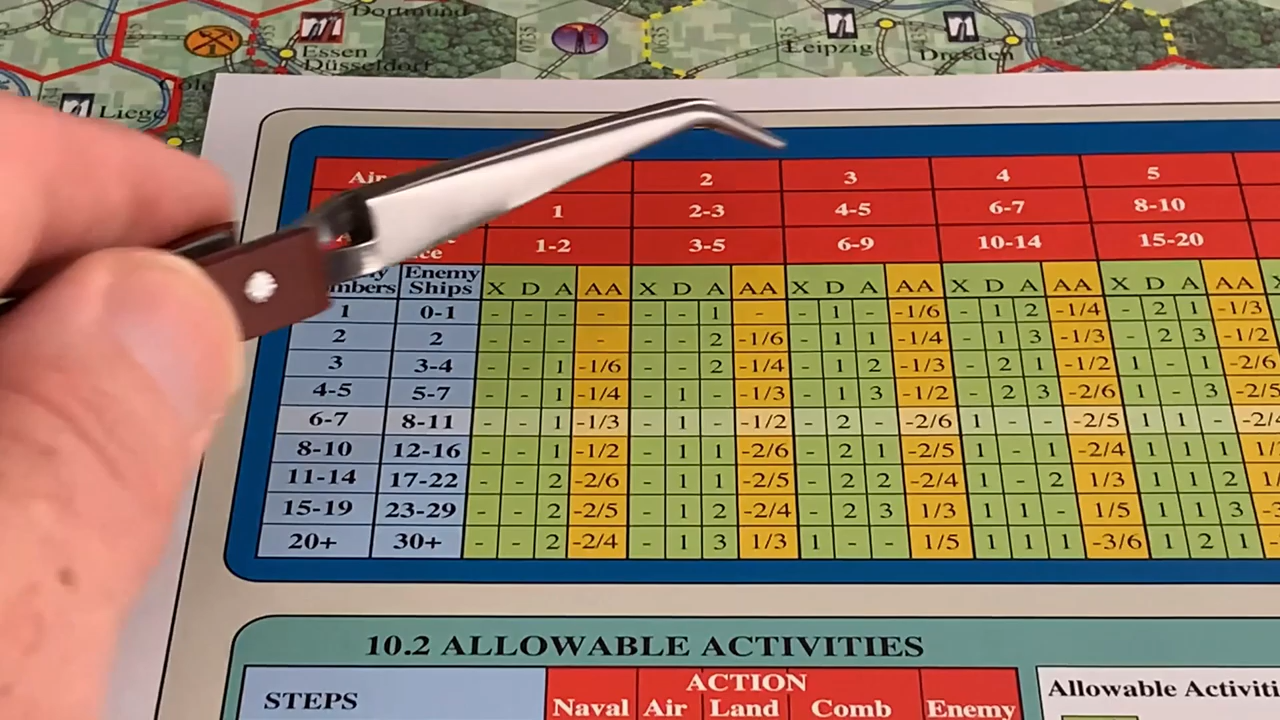 Dortmund
Essen
Düsseldorf
0735
0635
Leipzig
Dresden
Liege
Air 2 3 4 5
1 2-3 4-5 6-7 8-10
1-2 3-5 6-9 10-14 15-20
Enemy
Ships X D A AA X D A AA X D A AA X D A AA X D A AA
1 0-1 - - - - - - 1 - - 1 - -1/6 - 1 2 -1/4 - 2 1 -1/3
2 2 - - - - - - 2 -1/6 - 1 1 -1/4 - 1 3 -1/3 - 2 3 -1/2
3 3-4 - - 1 -1/6 - - 2 -1/4 - 1 2 -1/3 - 2 1 -1/2 1 - 1 -2/6
4-5 5-7 - - 1 -1/4 - 1 - -1/3 - 1 3 -1/2 - 2 3 -2/6 1 - 3 -2/5
6-7 8-11 - - 1 -1/3 - 1 - -1/2 - 2 - -2/6 1 - - -2/5 1 1 -
8-10 12-16 - - 1 -1/2 - 1 1 -2/6 - 2 1 -2/5 1 - 1 -2/4 1 1 1
11-14 17-22 - - 2 -2/6 - 1 1 -2/5 - 2 2 -2/4 1 - 2 1/3 1 1 2
15-19 23-29 - - 2 -2/5 - 1 2 -2/4 - 2 3 1/3 1 1 - 1/5 1 1 3
20+ 30+ - - 2 -2/4 - 1 3 1/3 1 - - 1/5 1 1 1 -3/6 1 2 1
10.2 ALLOWABLE ACTIVITIES
STEPS
ACTION
Naval Air Land Comb Enemy
Allowable